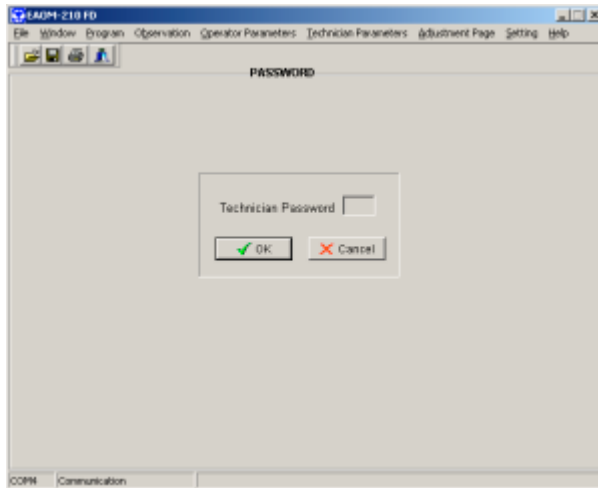 EAOM-210 FD
File Window Program Observation Operator Parameters Technician Parameters Adjustment Page Setting Help
PASSWORD
Technician Password
OK Cancel
COM4 Communication